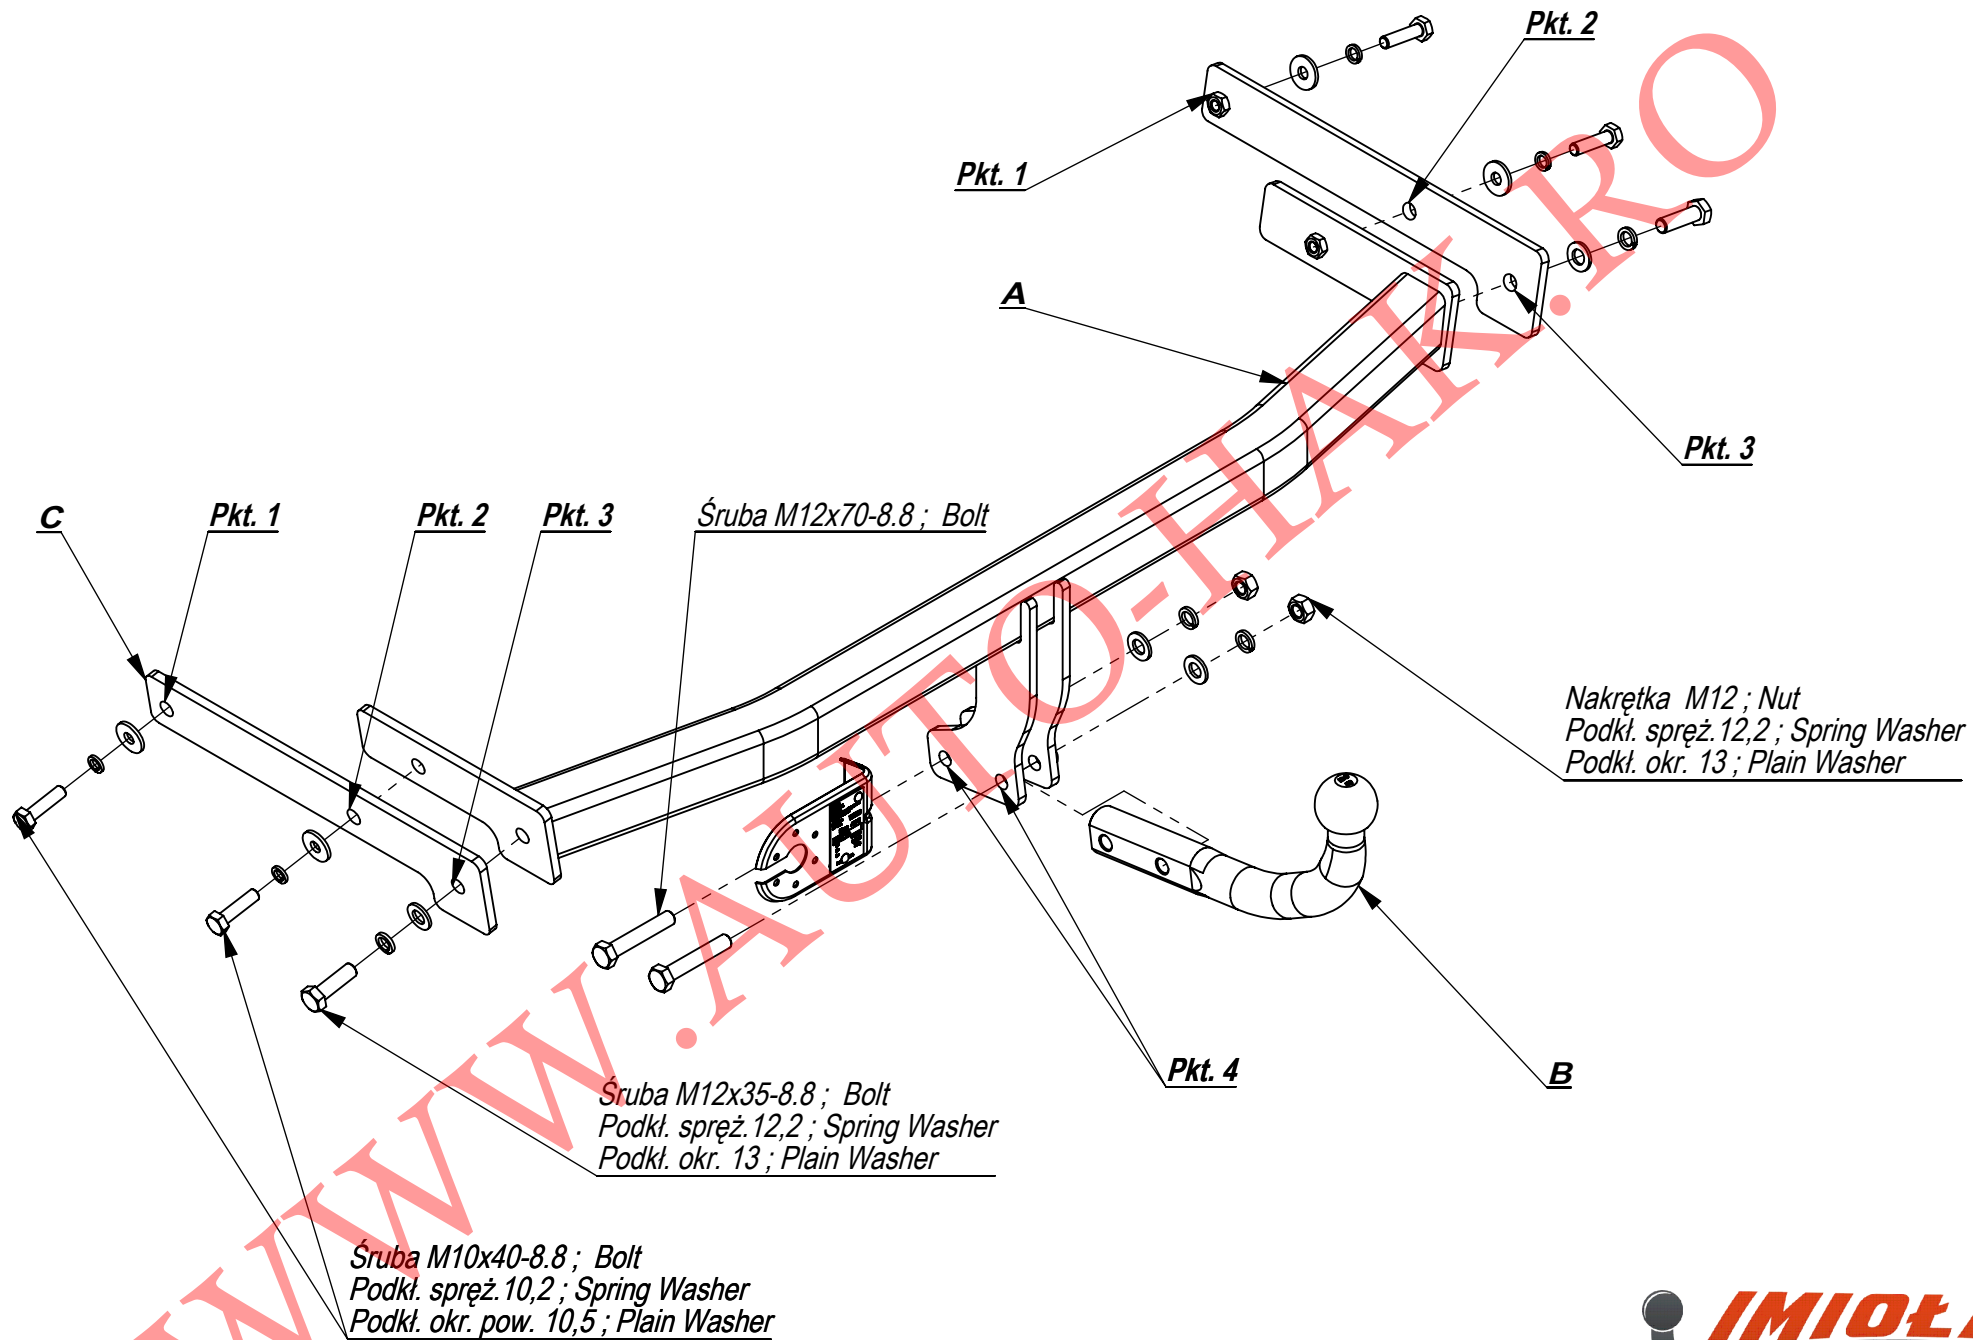 Pkt. 2
Pkt. 1
A
Pkt. 3
C
Pkt. 1
Pkt. 2
Pkt. 3
Śruba M12x70-8.8 ; Bolt
Nakrętka M12 ; Nut
Podkł. spręż.12,2 ; Spring Washer
Podkł. okr. 13 ; Plain Washer
Pkt. 4
B
Śruba M12x35-8.8 ; Bolt
Podkł. spręż.12,2 ; Spring Washer
Podkł. okr. 13 ; Plain Washer
Śruba M10x40-8.8 ; Bolt
Podkł. spręż.10,2 ; Spring Washer
Podkł. okr. pow. 10,5 ; Plain Washer
WWW.AUTO-HAK.RO